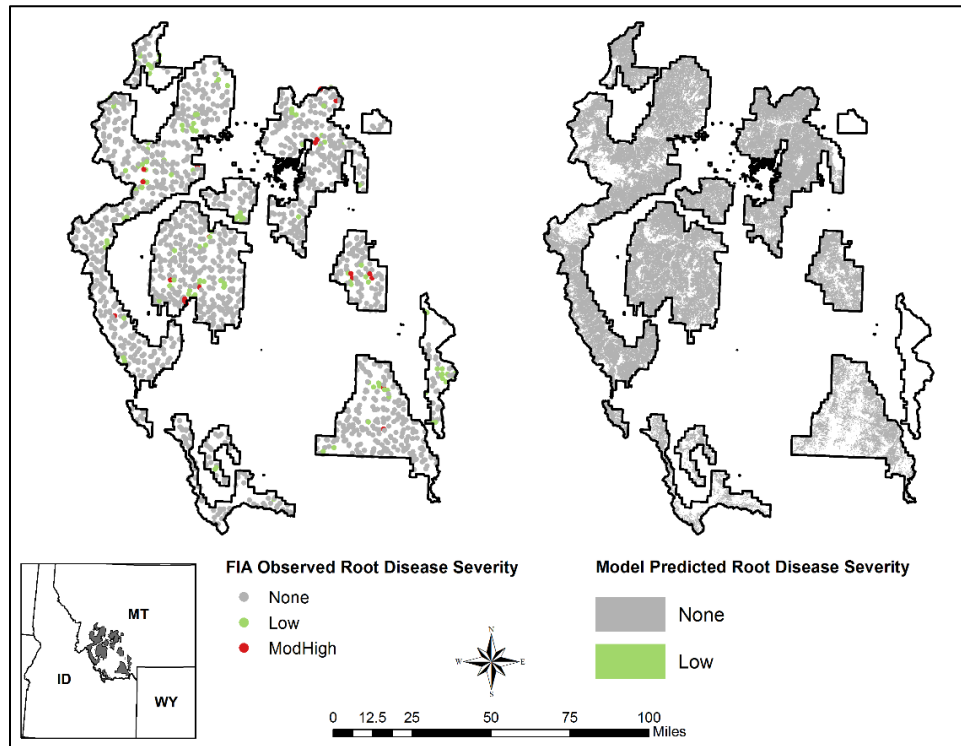 FIA Observed Root Disease Severity
None
Low
ModHigh
Model Predicted Root Disease Severity
None
Low
MT
ID
WY
N
W E
S
0 12.5 25 50 75 100
Miles